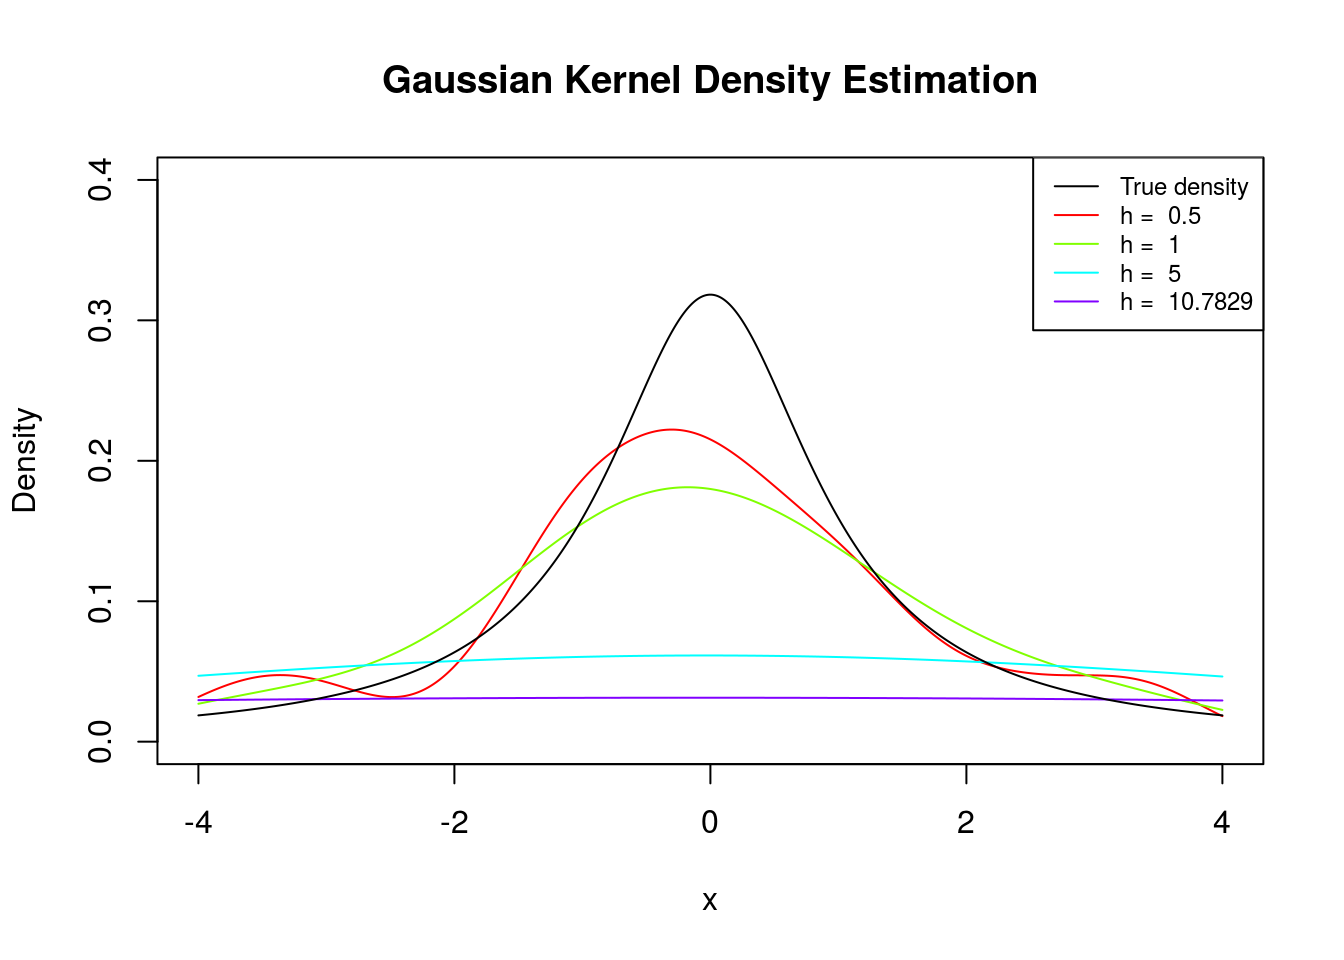 Gaussian Kernel Density Estimation
True density
h =  0.5
h =  1
h =  5
h =  10.7829
Density
0.4
0.3
0.2
0.1
0.0
-4
-2
0
2
4
x